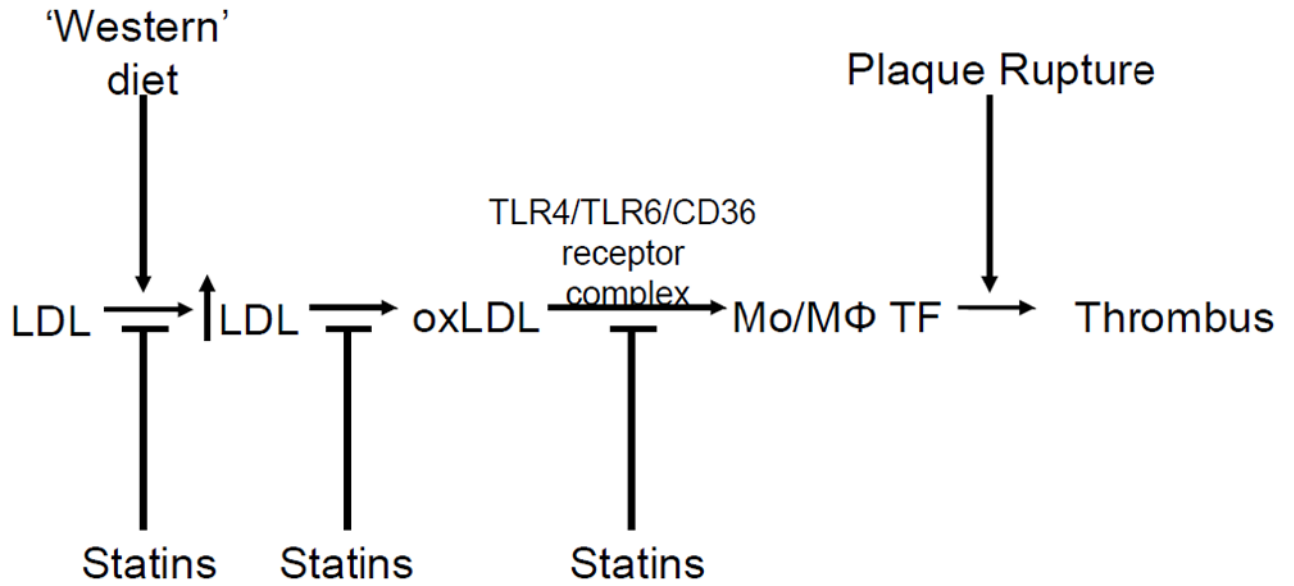 ‘Western’
diet
Plaque Rupture
TLR4/TLR6/CD36
receptor
complex
LDL
LDL
oxLDL
Mo/MΦ TF
Thrombus
Statins
Statins
Statins